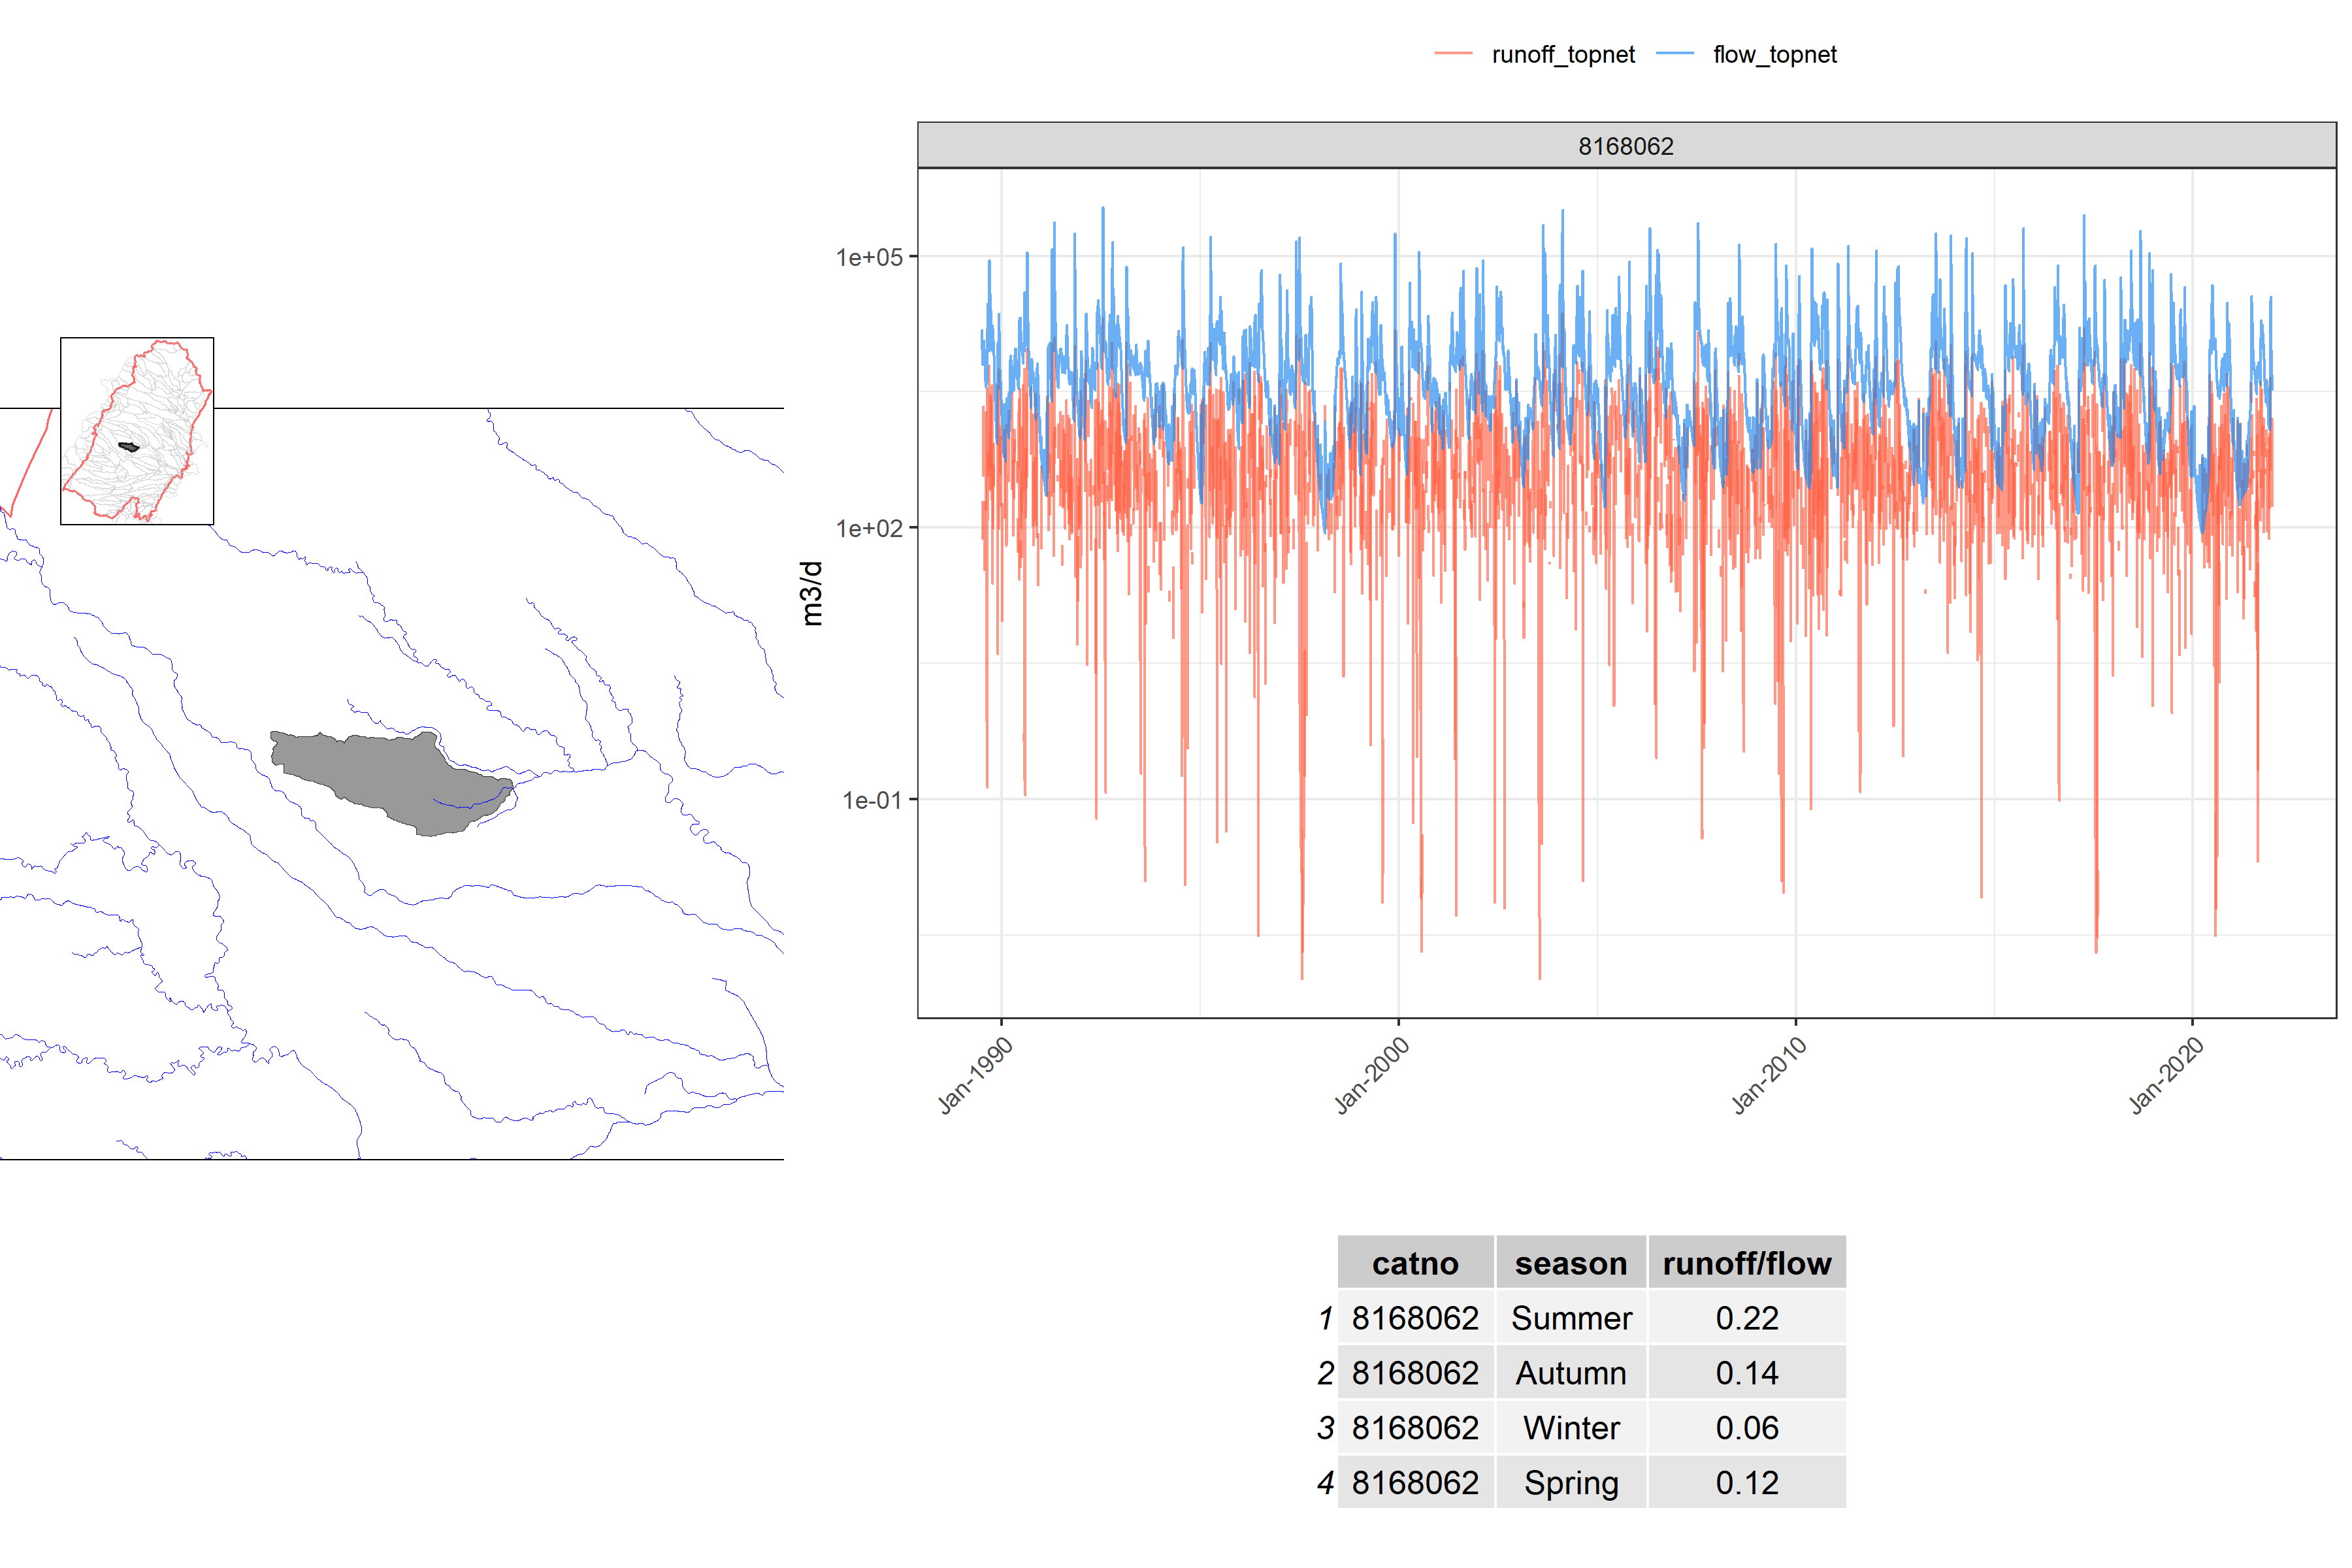 runoff_topnet flow_topnet
8168062
1e+05
1e+02
1e-01
m3/d
Jan-1990 Jan-2000 Jan-2010 Jan-2020
catno season runoff/flow
1 8168062 Summer 0.22
2 8168062 Autumn 0.14
3 8168062 Winter 0.06
4 8168062 Spring 0.12